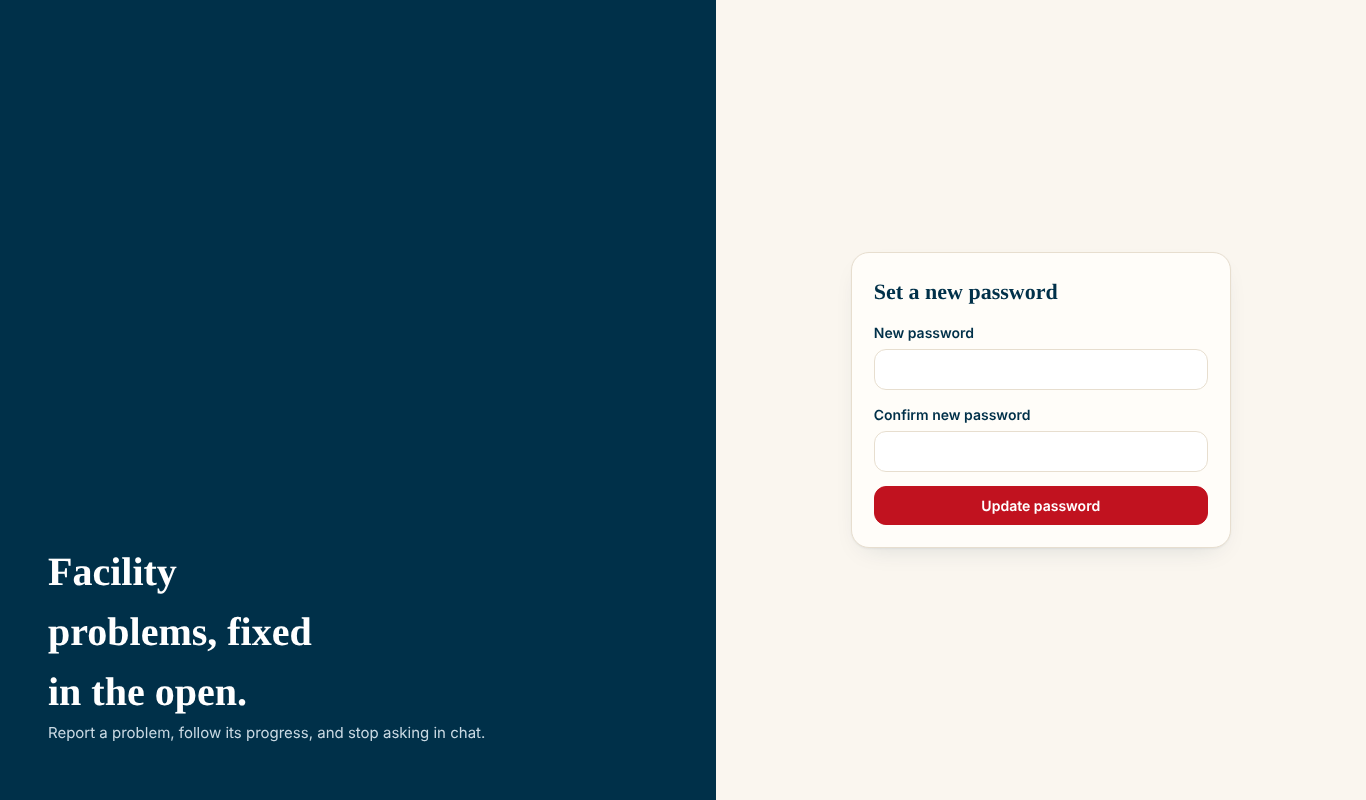 Facility
problems, fixed
in the open.
Report a problem, follow its progress, and stop asking in chat.
Set a new password
New password
Confirm new password
Update password